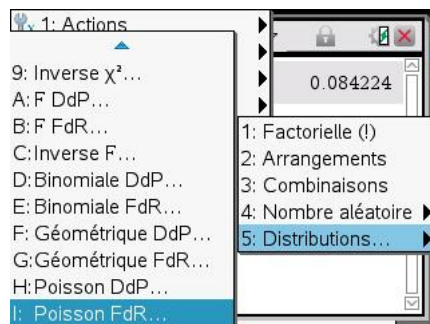 1: Actions
9: Inverse χ²...
A: F DdP...
B: F FdR...
C: Inverse F...
D: Binomiale DdP...
E: Binomiale FdR...
F: Géométrique DdP...
G: Géométrique FdR...
H: Poisson DdP...
I: Poisson FdR...
0.084224
1: Factorielle (!)
2: Arrangements
3: Combinaisons
4: Nombre aléatoire
5: Distributions...